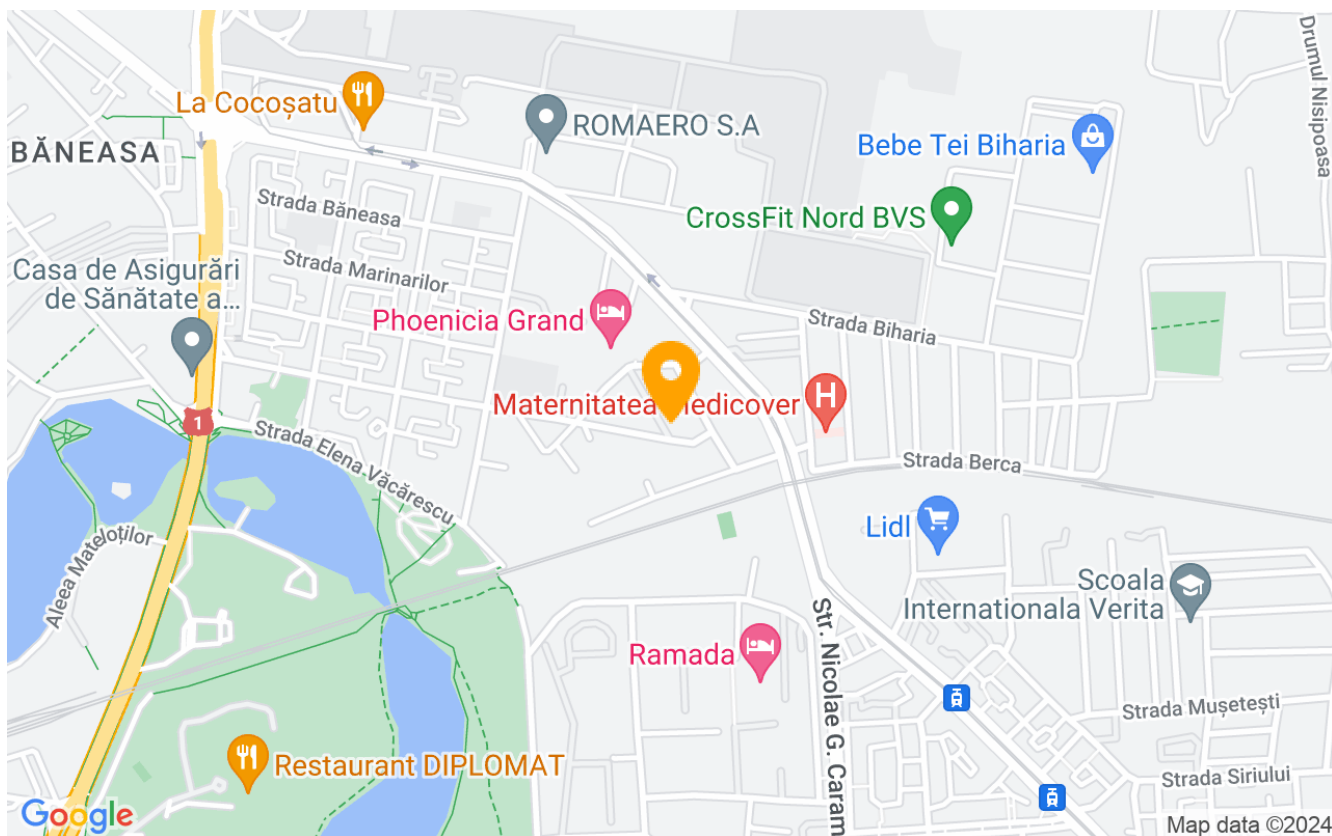 Drumul Nisipoasa
La Cocoșatu
ROMAERO S.A
BĂNEASA
Bebe Tei Biharia
Strada Băneasa
CrossFit Nord BVS
Strada Marinarilor
Casa de Asigurări
de Sănătate a...
Phoenicia Grand
Strada Biharia
Maternitatea Medicover
H
1
Strada Elena Văcărescu
Strada Berca
Lidl
Aleea Mateloților
Scoala
Internationala Verita
Str. Nicolae G. Caram
Ramada
Strada Mușetești
Restaurant DIPLOMAT
Strada Siriului
Google
Map data ©2024